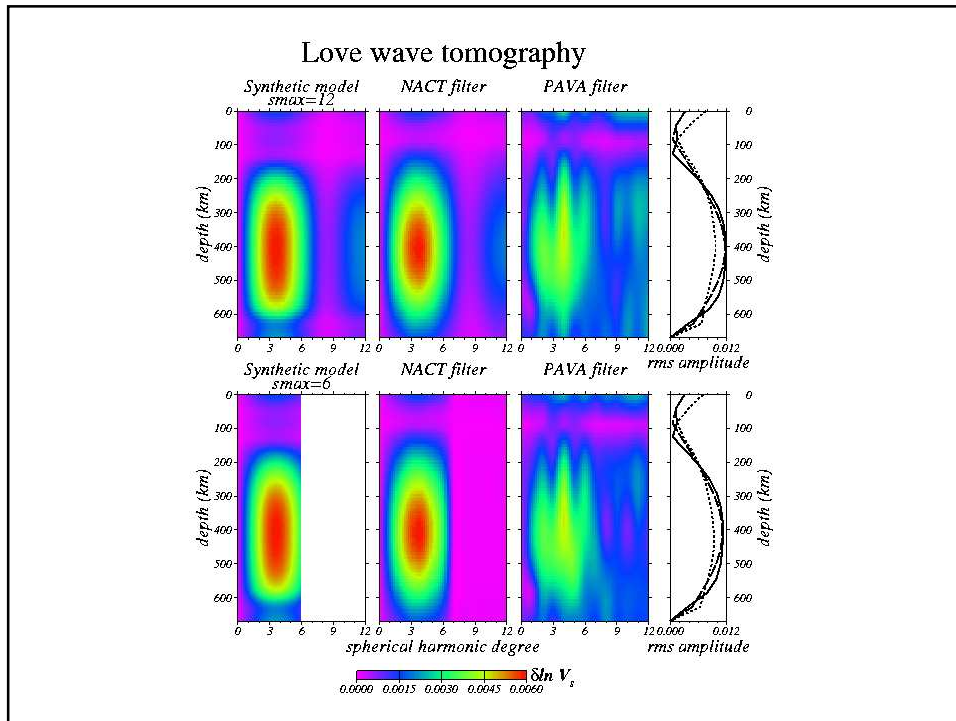 Love wave tomography
Synthetic model
smax=12
NACT filter
PAVA filter
0
100
200
300
400
500
600
depth (km)
0 3 6 9 12
0 3 6 9 12
0 3 6 9 12
0.000 0.012
rms amplitude
0
100
200
300
400
500
600
depth (km)
Synthetic model
smax=6
NACT filter
PAVA filter
0
100
200
300
400
500
600
depth (km)
0 3 6 9 12
0 3 6 9 12
0 3 6 9 12
0.000 0.012
rms amplitude
0
100
200
300
400
500
600
depth (km)
spherical harmonic degree
δln Vs
0.0000 0.0015 0.0030 0.0045 0.0060